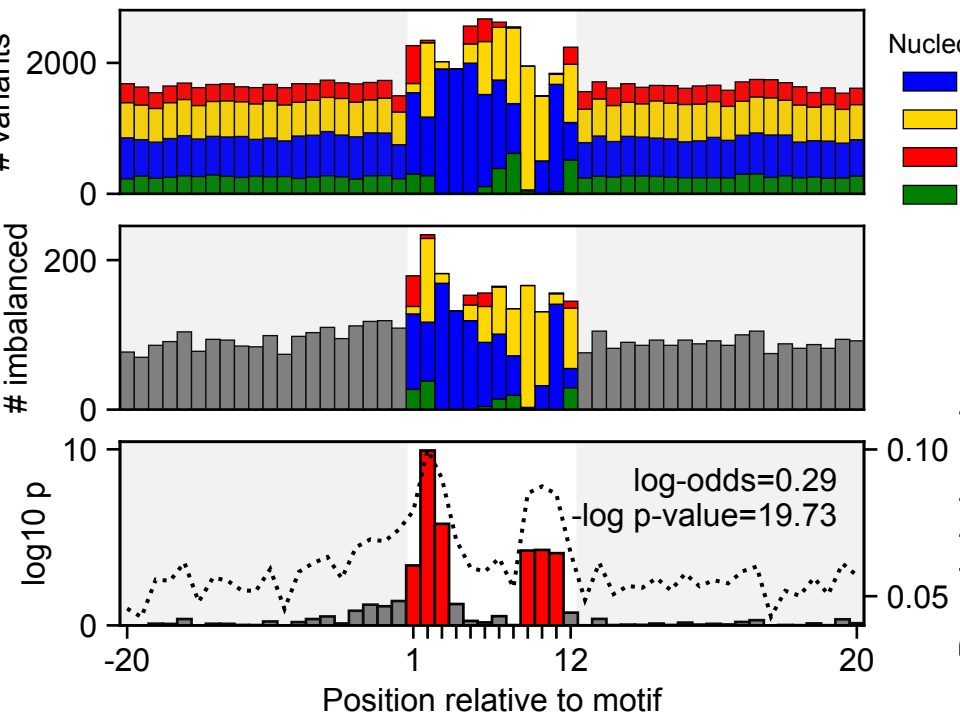 # variants
2000
0
Nucleo
# imbalanced
200
0
log10 p
10
0
log-odds=0.29
-log p-value=19.73
0.10
0.05
-20
1
12
20
Position relative to motif